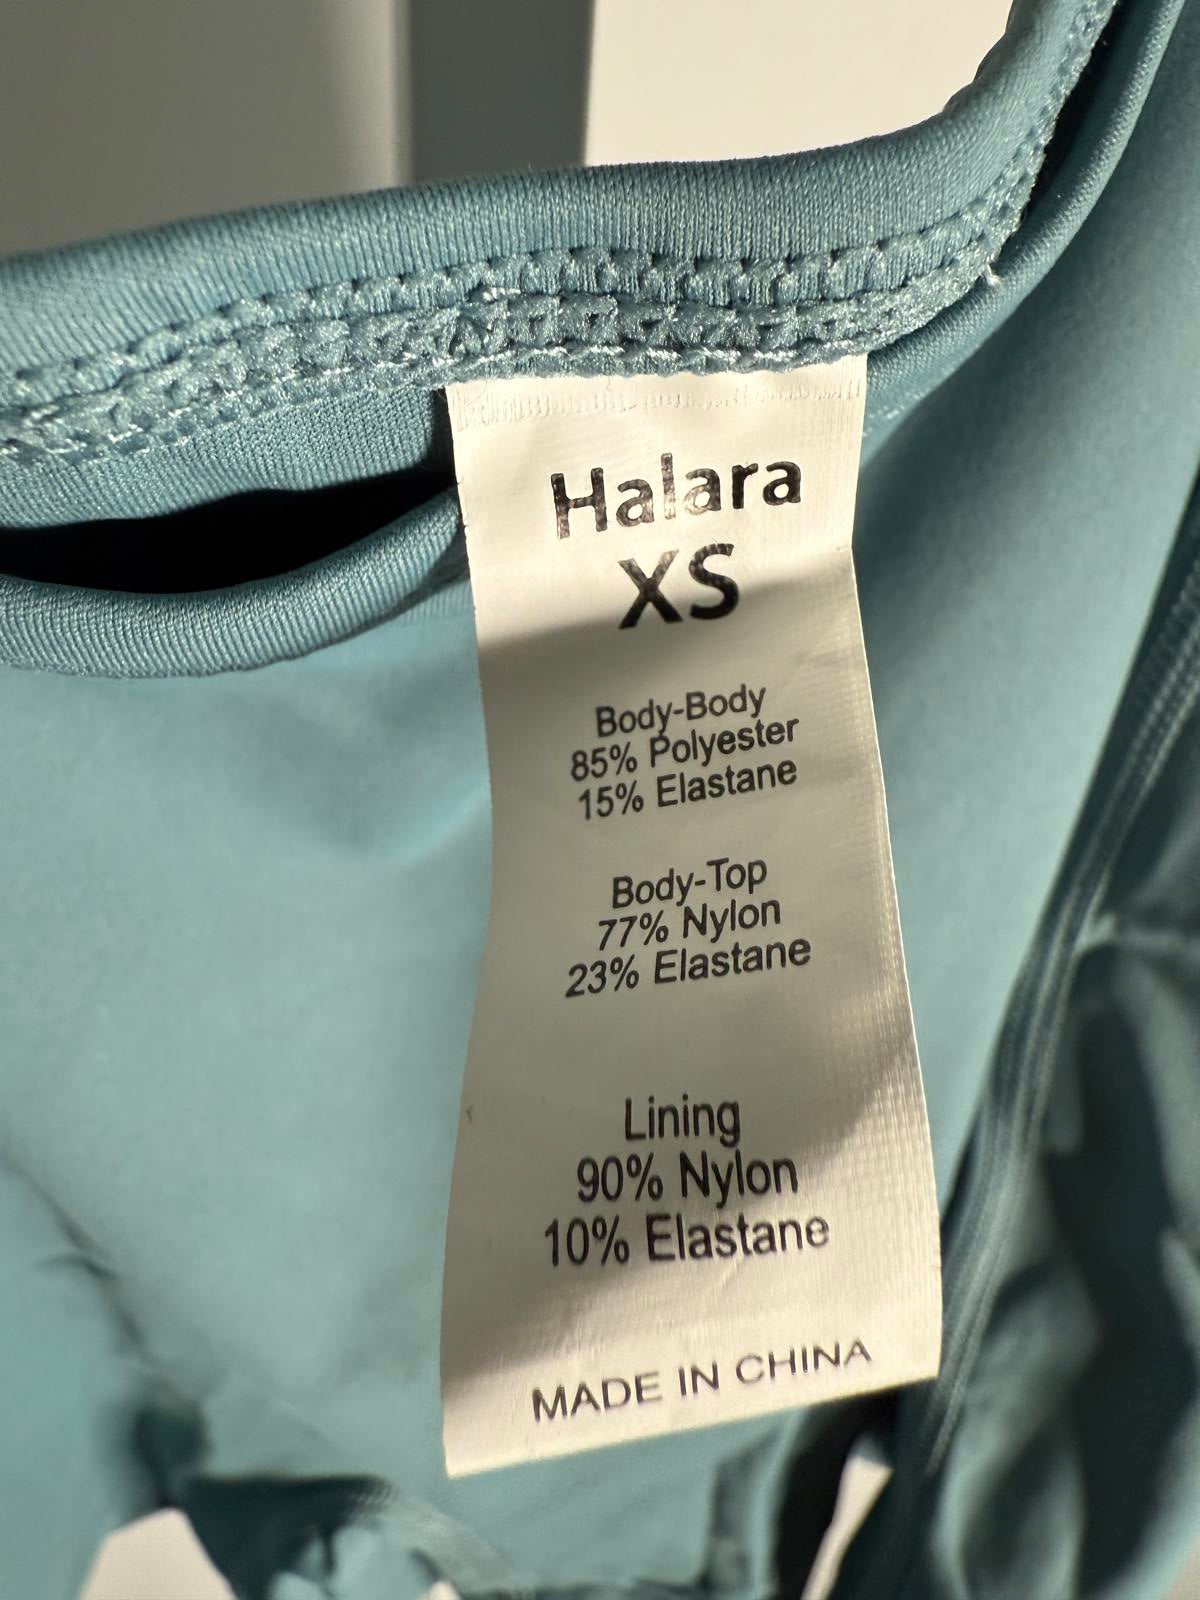 Halara
XS
Body-Body
85% Polyester
15% Elastane
Body-Top
77% Nylon
23% Elastane
Lining
90% Nylon
10% Elastane
MADE IN CHINA